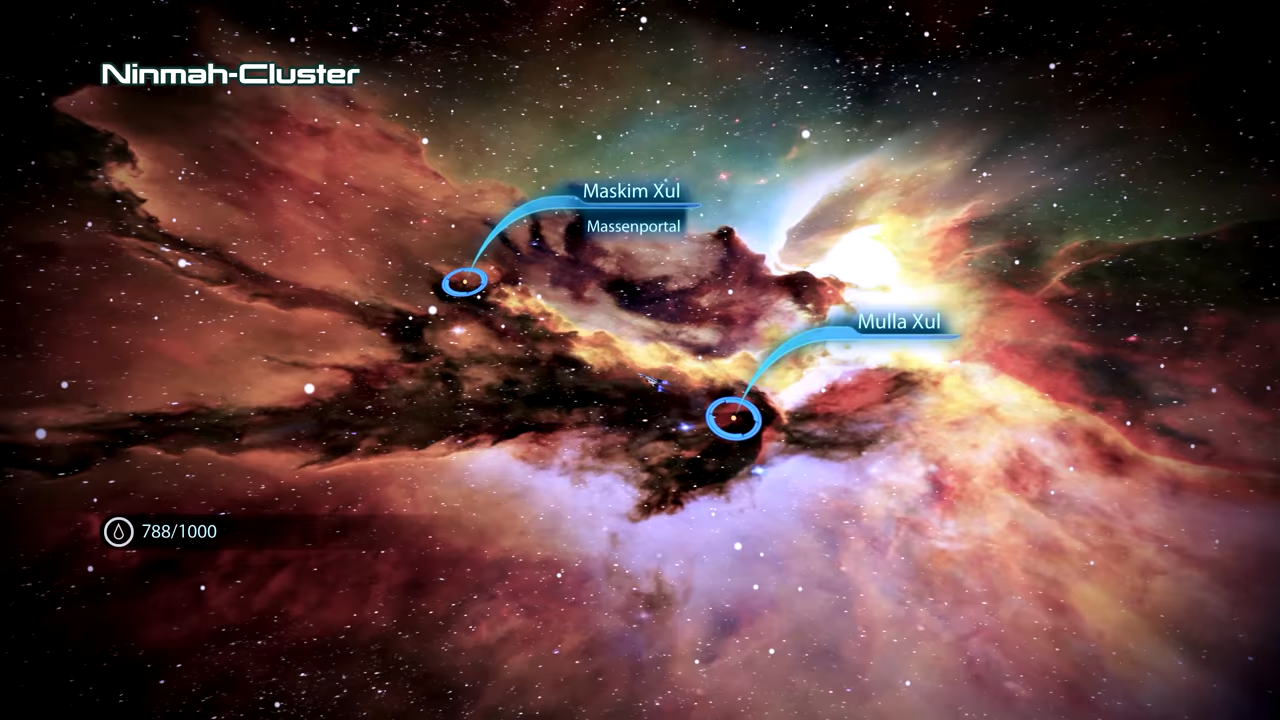 Ninmah-Cluster
Maskim Xul
Massenportal
Mulla Xul
788/1000